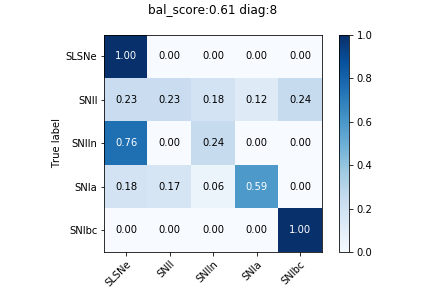 bal_score:0.61 diag:8
SLSNe 1.00 0.00 0.00 0.00 0.00
SNII 0.23 0.23 0.18 0.12 0.24
SNIIn 0.76 0.00 0.24 0.00 0.00
SNIa 0.18 0.17 0.06 0.59 0.00
SNIbc 0.00 0.00 0.00 0.00 1.00
True label
SLSNe SNII SNIIn SNIa SNIbc
1.0
0.8
0.6
0.4
0.2
0.0